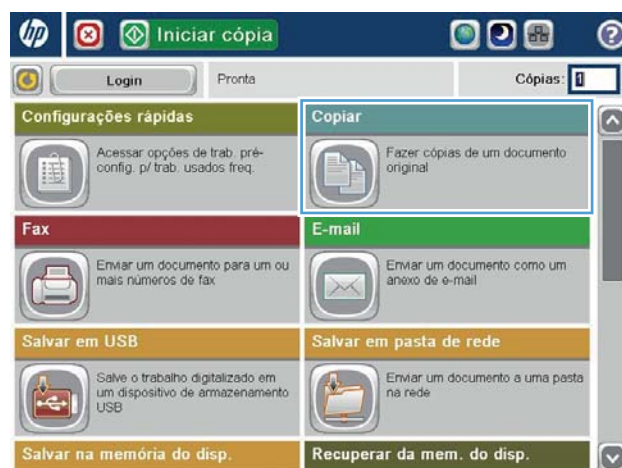 hp Iniciar cópia ?
Login Pronta Cópias: 1
Configurações rápidas
Acessar opções de trab. pré-
config. p/ trab. usados freq.
Copiar
Fazer cópias de um documento
original
Fax
Enviar um documento para um ou
mais números de fax
E-mail
Enviar um documento como um
anexo de e-mail
Salvar em USB
Salve o trabalho digitalizado em
um dispositivo de armazenamento
USB
Salvar em pasta de rede
Enviar um documento a uma pasta
na rede
Salvar na memória do disp.
Recuperar da mem. do disp.